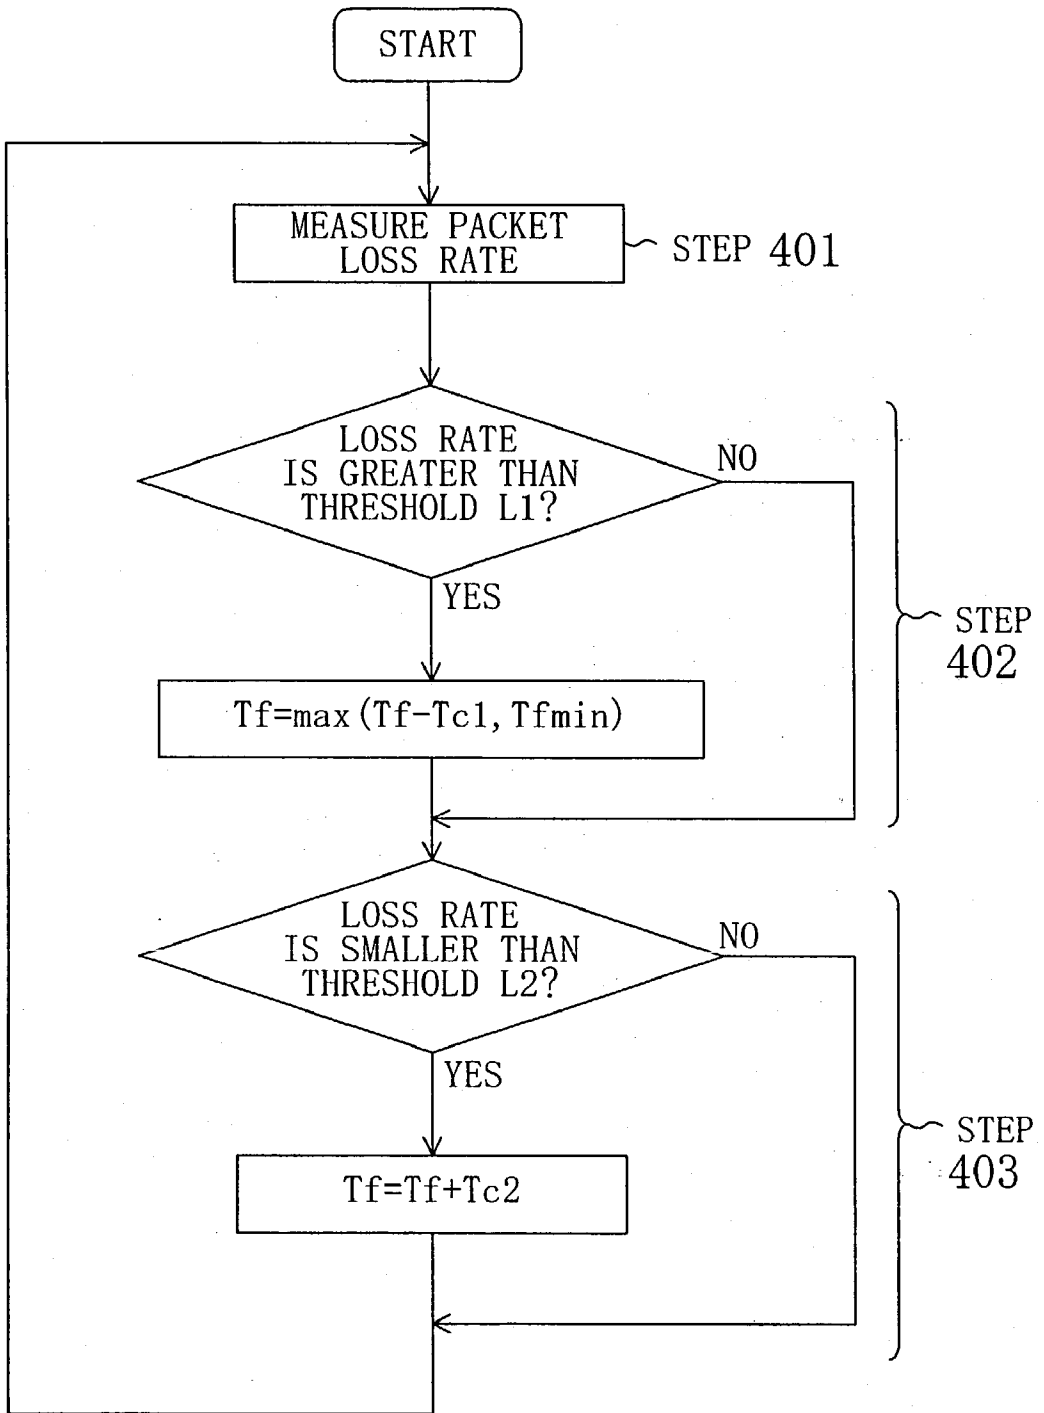 START
MEASURE PACKET
LOSS RATE
STEP 401
LOSS RATE
IS GREATER THAN
THRESHOLD L1?
NO
YES
STEP
402
Tf=max(Tf-Tc1,Tfmin)
LOSS RATE
IS SMALLER THAN
THRESHOLD L2?
NO
YES
STEP
403
Tf=Tf+Tc2